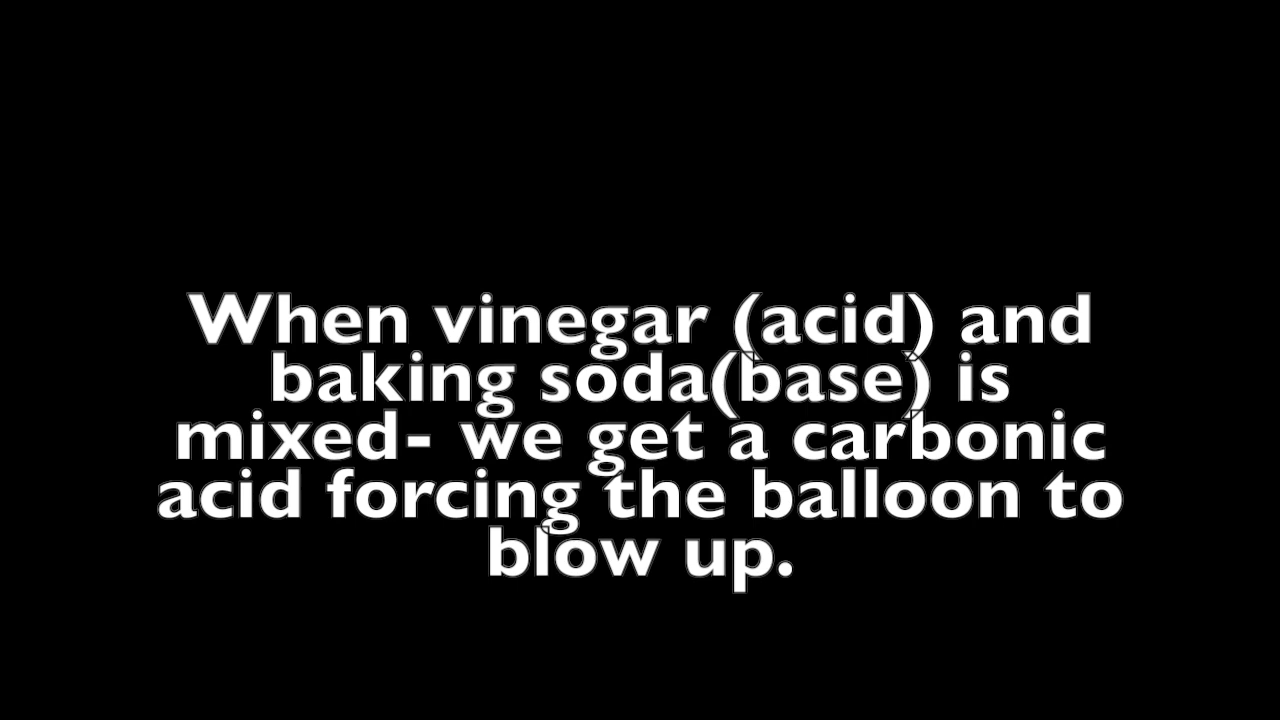 When vinegar (acid) and
baking soda(base) is
mixed- we get a carbonic
acid forcing the balloon to
blow up.